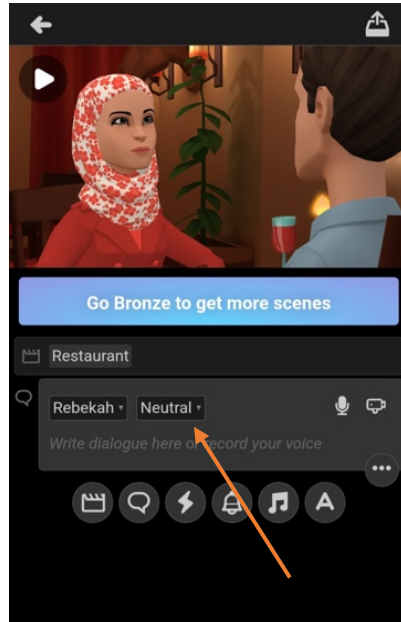 Go Bronze to get more scenes
Restaurant
Rebekah Neutral
Write dialogue here or record your voice
A